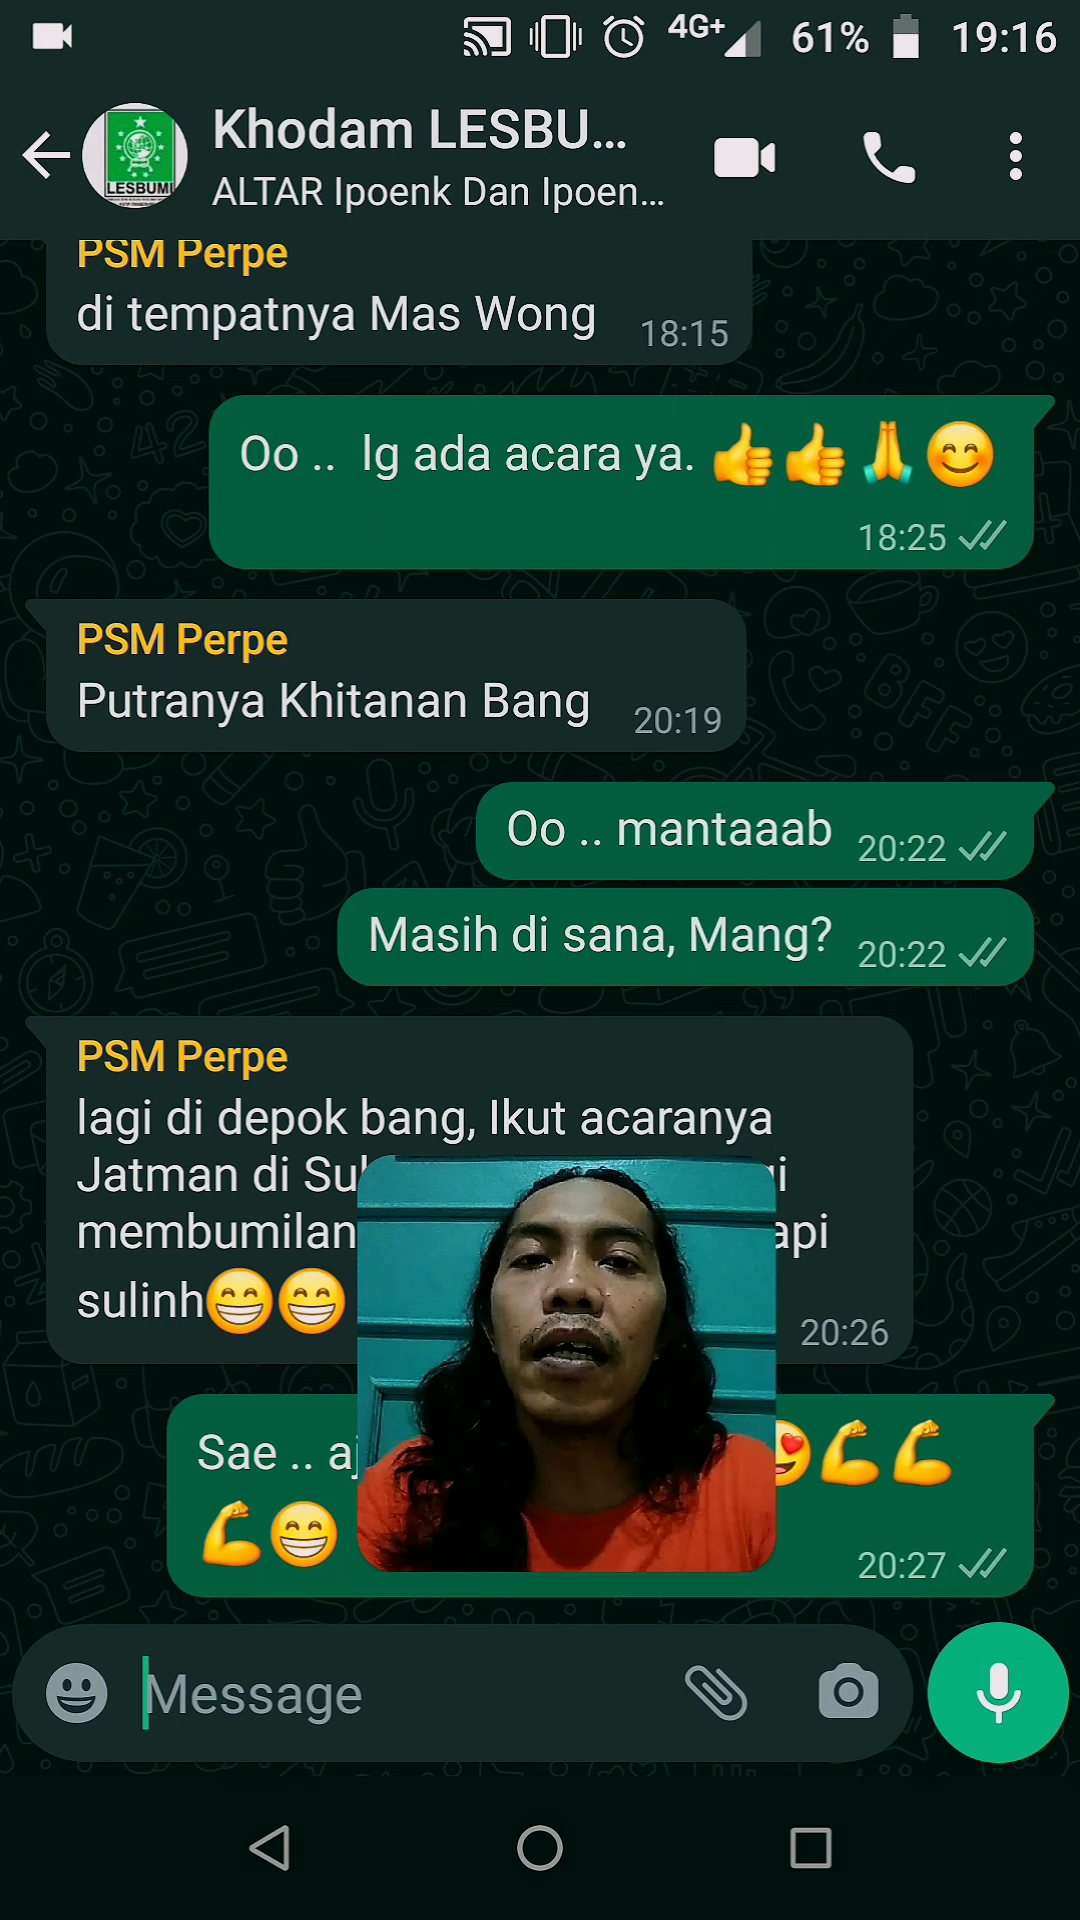 4G+ 61% 19:16
Khodam LESBU...
ALTAR Ipoenk Dan Ipoen...
LESBUMI
PSM Perpe
di tempatnya Mas Wong 18:15
Oo .. lg ada acara ya. 👍👍🙏😊
18:25
PSM Perpe
Putranya Khitanan Bang 20:19
Oo .. mantaaab 20:22
Masih di sana, Mang? 20:22
PSM Perpe
lagi di depok bang, Ikut acaranya
Jatman di
membumilan
sulinh😁😁
20:26
Sae .. 😍💪💪
💪😁
20:27
Message